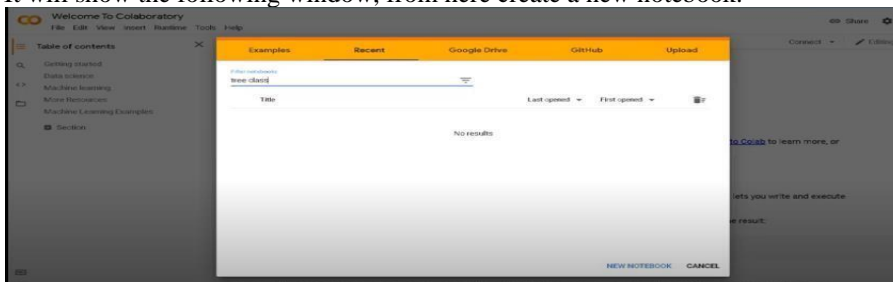 It will show the following window, from here create a new notebook.
CO Welcome To Colaboratory
File Edit View Insert Runtime Tools Help
Share
Connect Editing
Table of contents
Getting started
Data science
Machine learning
More Resources
Machine Learning Examples
Section
Examples Recent Google Drive GitHub Upload
Filter notebooks
tree class
Title Last opened First opened
No results
to Colab to learn more, or
lets you write and execute
e result:
NEW NOTEBOOK CANCEL